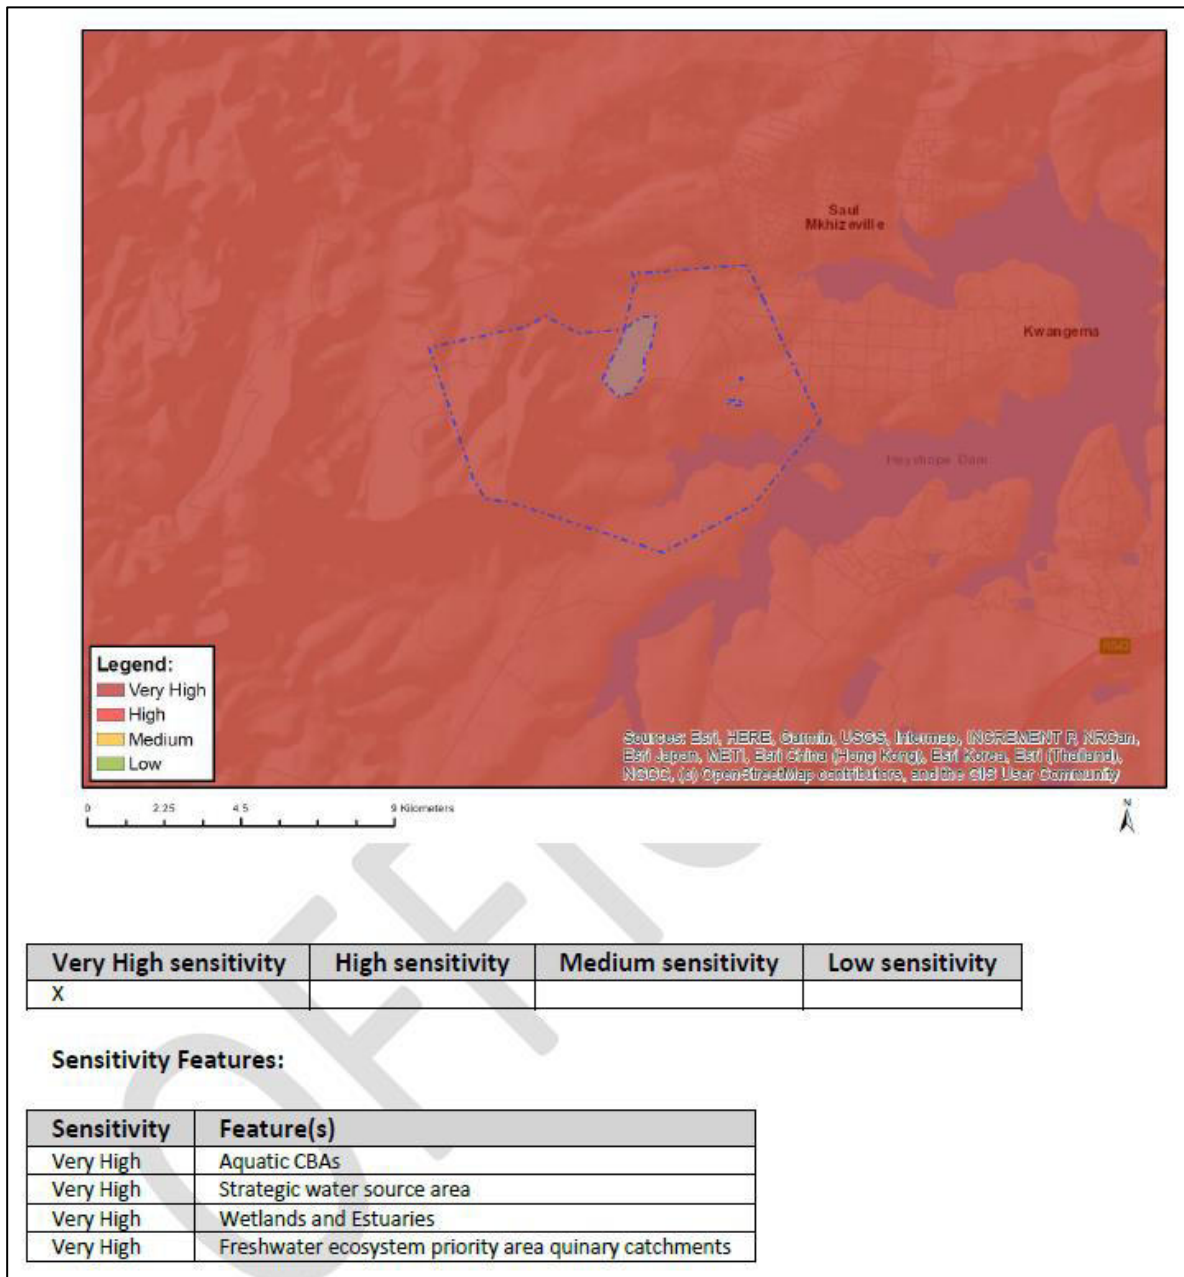 Saul
Mkhizeville
Kwangema
Heyshope Dam
R543
Legend:
Very High
High
Medium
Low
Sources: Esri, HERE, Garmin, USGS, Intermap, INCREMENT P, NRCan,
Esri Japan, METI, Esri China (Hong Kong), Esri Korea, Esri (Thailand),
NGCC, (c) OpenStreetMap contributors, and the GIS User Community
0 2.25 4.5 9 Kilometers
N
Very High sensitivity High sensitivity Medium sensitivity Low sensitivity
X
Sensitivity Features:
Sensitivity Feature(s)
Very High Aquatic CBAs
Very High Strategic water source area
Very High Wetlands and Estuaries
Very High Freshwater ecosystem priority area quinary catchments